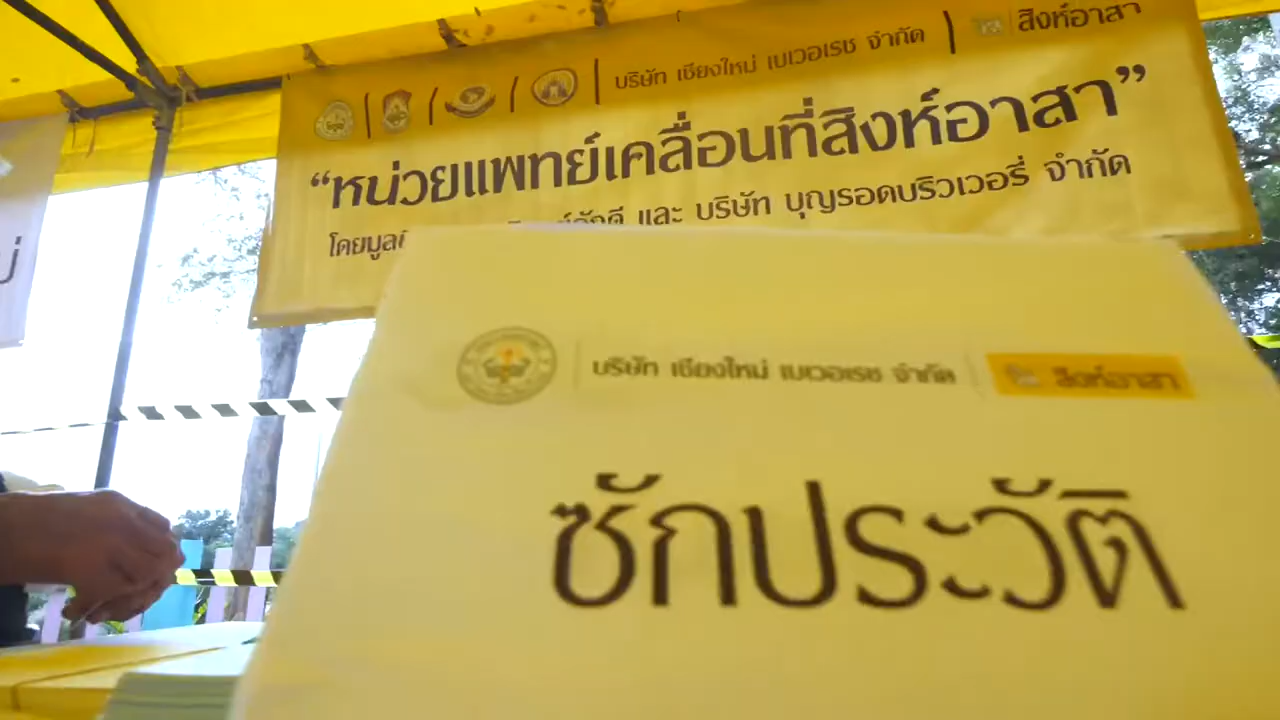 บริษัท เชียงใหม่ เบเวอเรช จำกัด สิงห์อาสา
“หน่วยแพทย์เคลื่อนที่สิงห์อาสา”
โดยมูล และ บริษัท บุญรอดบริวเวอรี่ จำกัด
บริษัท เชียงใหม่ เบเวอเรช จำกัด สิงห์อาสา
ซักประวัติ